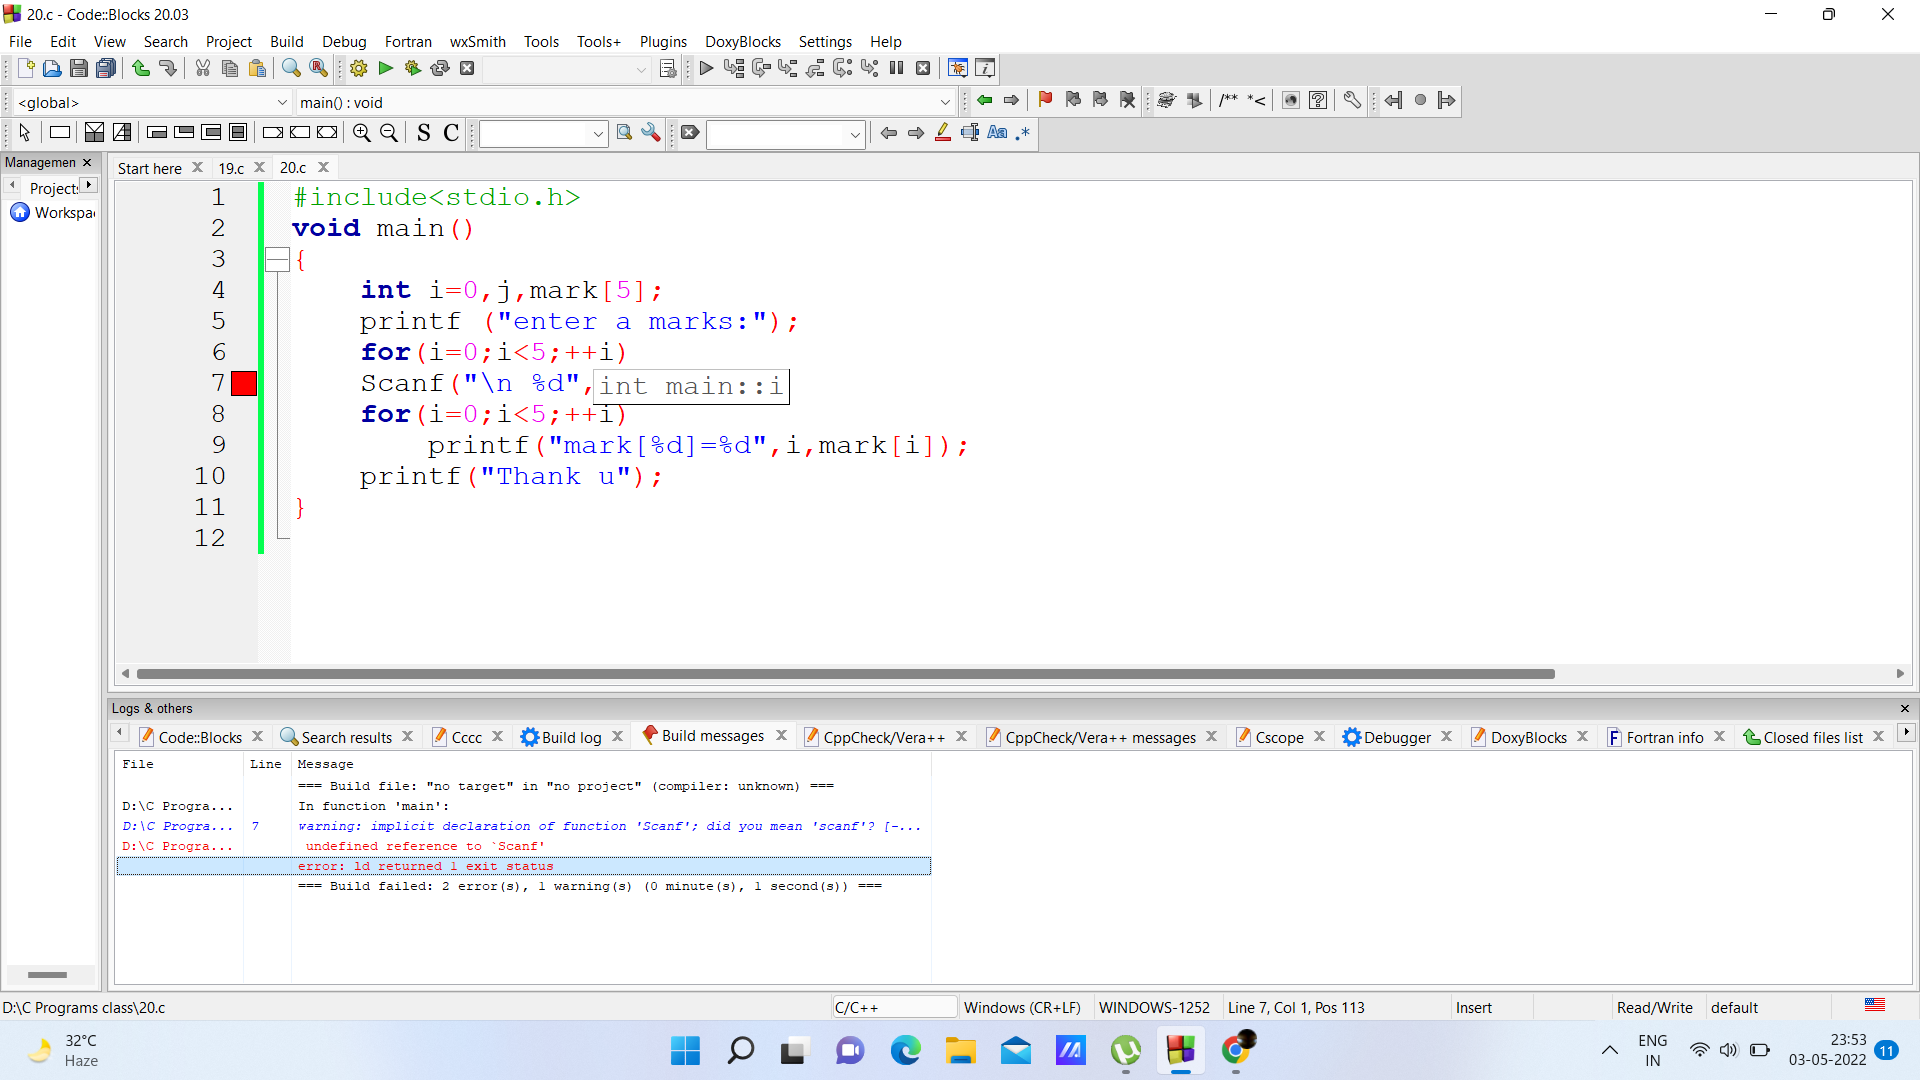 20.c - Code::Blocks 20.03
File Edit View Search Project Build Debug Fortran wxSmith Tools Tools+ Plugins DoxyBlocks Settings Help
<global> main() : void
/** *<
S C Aa .*
Managemen
Projects
Workspa
Start here 19.c 20.c
1 #include<stdio.h>
2 void main()
3 {
4 int i=0,j,mark[5];
5 printf ("enter a marks:");
6 for(i=0;i<5;++i)
7 Scanf("\n %d", int main::i
8 for(i=0;i<5;++i)
9 printf("mark[%d]=%d",i,mark[i]);
10 printf("Thank u");
11 }
12
Logs & others
Code::Blocks Search results Cccc Build log Build messages CppCheck/Vera++ CppCheck/Vera++ messages Cscope Debugger DoxyBlocks Fortran info Closed files list
File Line Message
=== Build file: "no target" in "no project" (compiler: unknown) ===
D:\C Progra... In function 'main':
D:\C Progra... 7 warning: implicit declaration of function 'Scanf'; did you mean 'scanf'? [-...
D:\C Progra... undefined reference to `Scanf'
error: ld returned 1 exit status
=== Build failed: 2 error(s), 1 warning(s) (0 minute(s), 1 second(s)) ===
D:\C Programs class\20.c C/C++ Windows (CR+LF) WINDOWS-1252 Line 7, Col 1, Pos 113 Insert Read/Write default
32°C
Haze
ENG
IN
23:53
03-05-2022
11